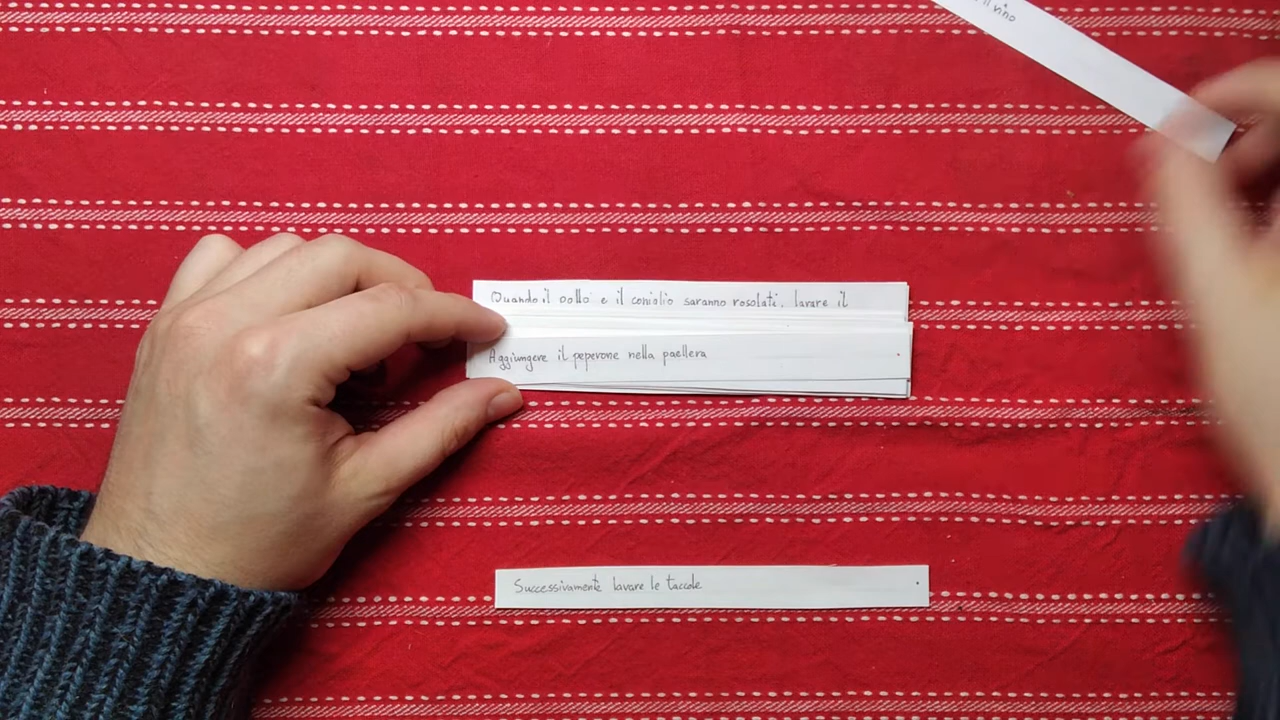 il vino
Quando il pollo e il coniglio saranno rosolati, lavare il
Aggiungere il peperone nella paellera
Successivamente lavare le taccole